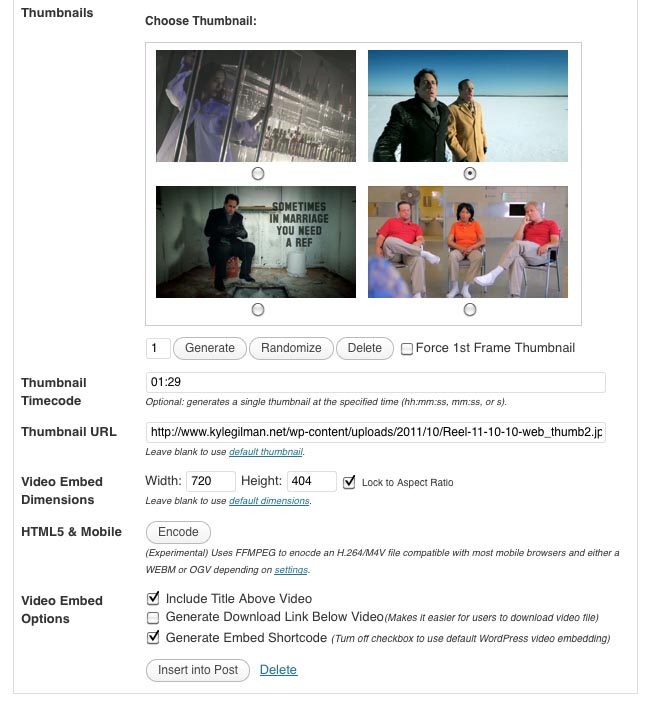 Thumbnails
Choose Thumbnail:
SOMETIMES
IN MARRIAGE
YOU NEED
A REF
1 Generate Randomize Delete Force 1st Frame Thumbnail
Thumbnail
Timecode
01:29
Optional: generates a single thumbnail at the specified time (hh:mm:ss, mm:ss, or s).
Thumbnail URL
http://www.kylegilman.net/wp-content/uploads/2011/10/Reel-11-10-10-web_thumb2.jp
Leave blank to use default thumbnail.
Video Embed
Dimensions
Width: 720 Height: 404 Lock to Aspect Ratio
Leave blank to use default dimensions.
HTML5 & Mobile
Encode
(Experimental) Uses FFMPEG to enocde an H.264/M4V file compatible with most mobile browsers and either a
WEBM or OGV depending on settings.
Video Embed
Options
Include Title Above Video
Generate Download Link Below Video(Makes it easier for users to download video file)
Generate Embed Shortcode (Turn off checkbox to use default WordPress video embedding)
Insert into Post Delete